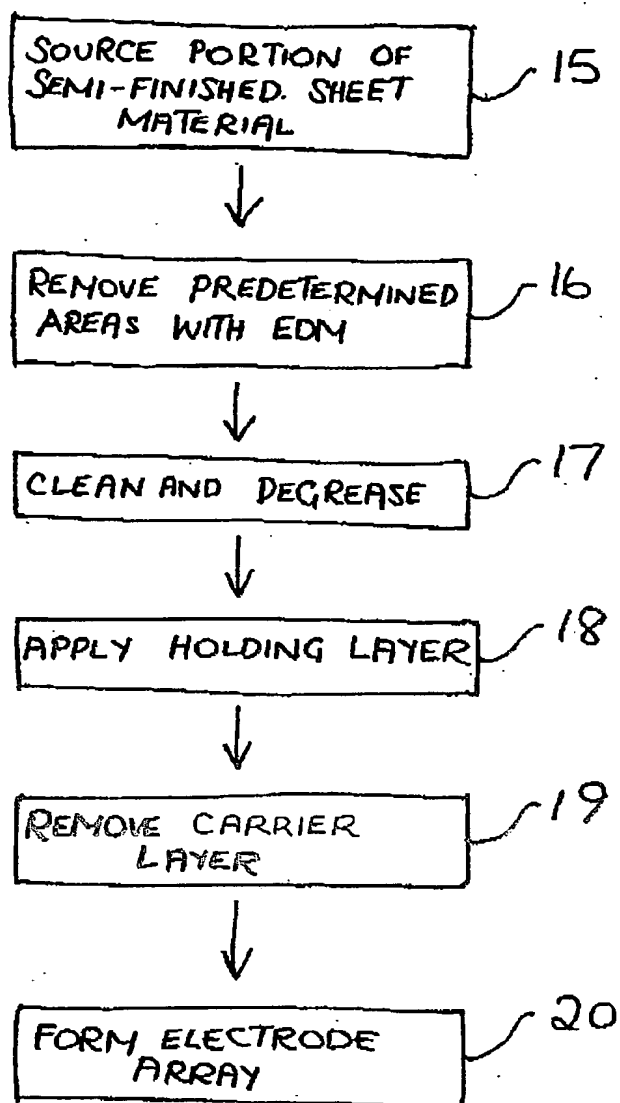 SOURCE PORTION OF
SEMI-FINISHED. SHEET
MATERIAL
15
REMOVE PREDETERMINED
AREAS WITH EDM
16
CLEAN AND DEGREASE
17
APPLY HOLDING LAYER
18
REMOVE CARRIER
LAYER
19
FORM ELECTRODE
ARRAY
20